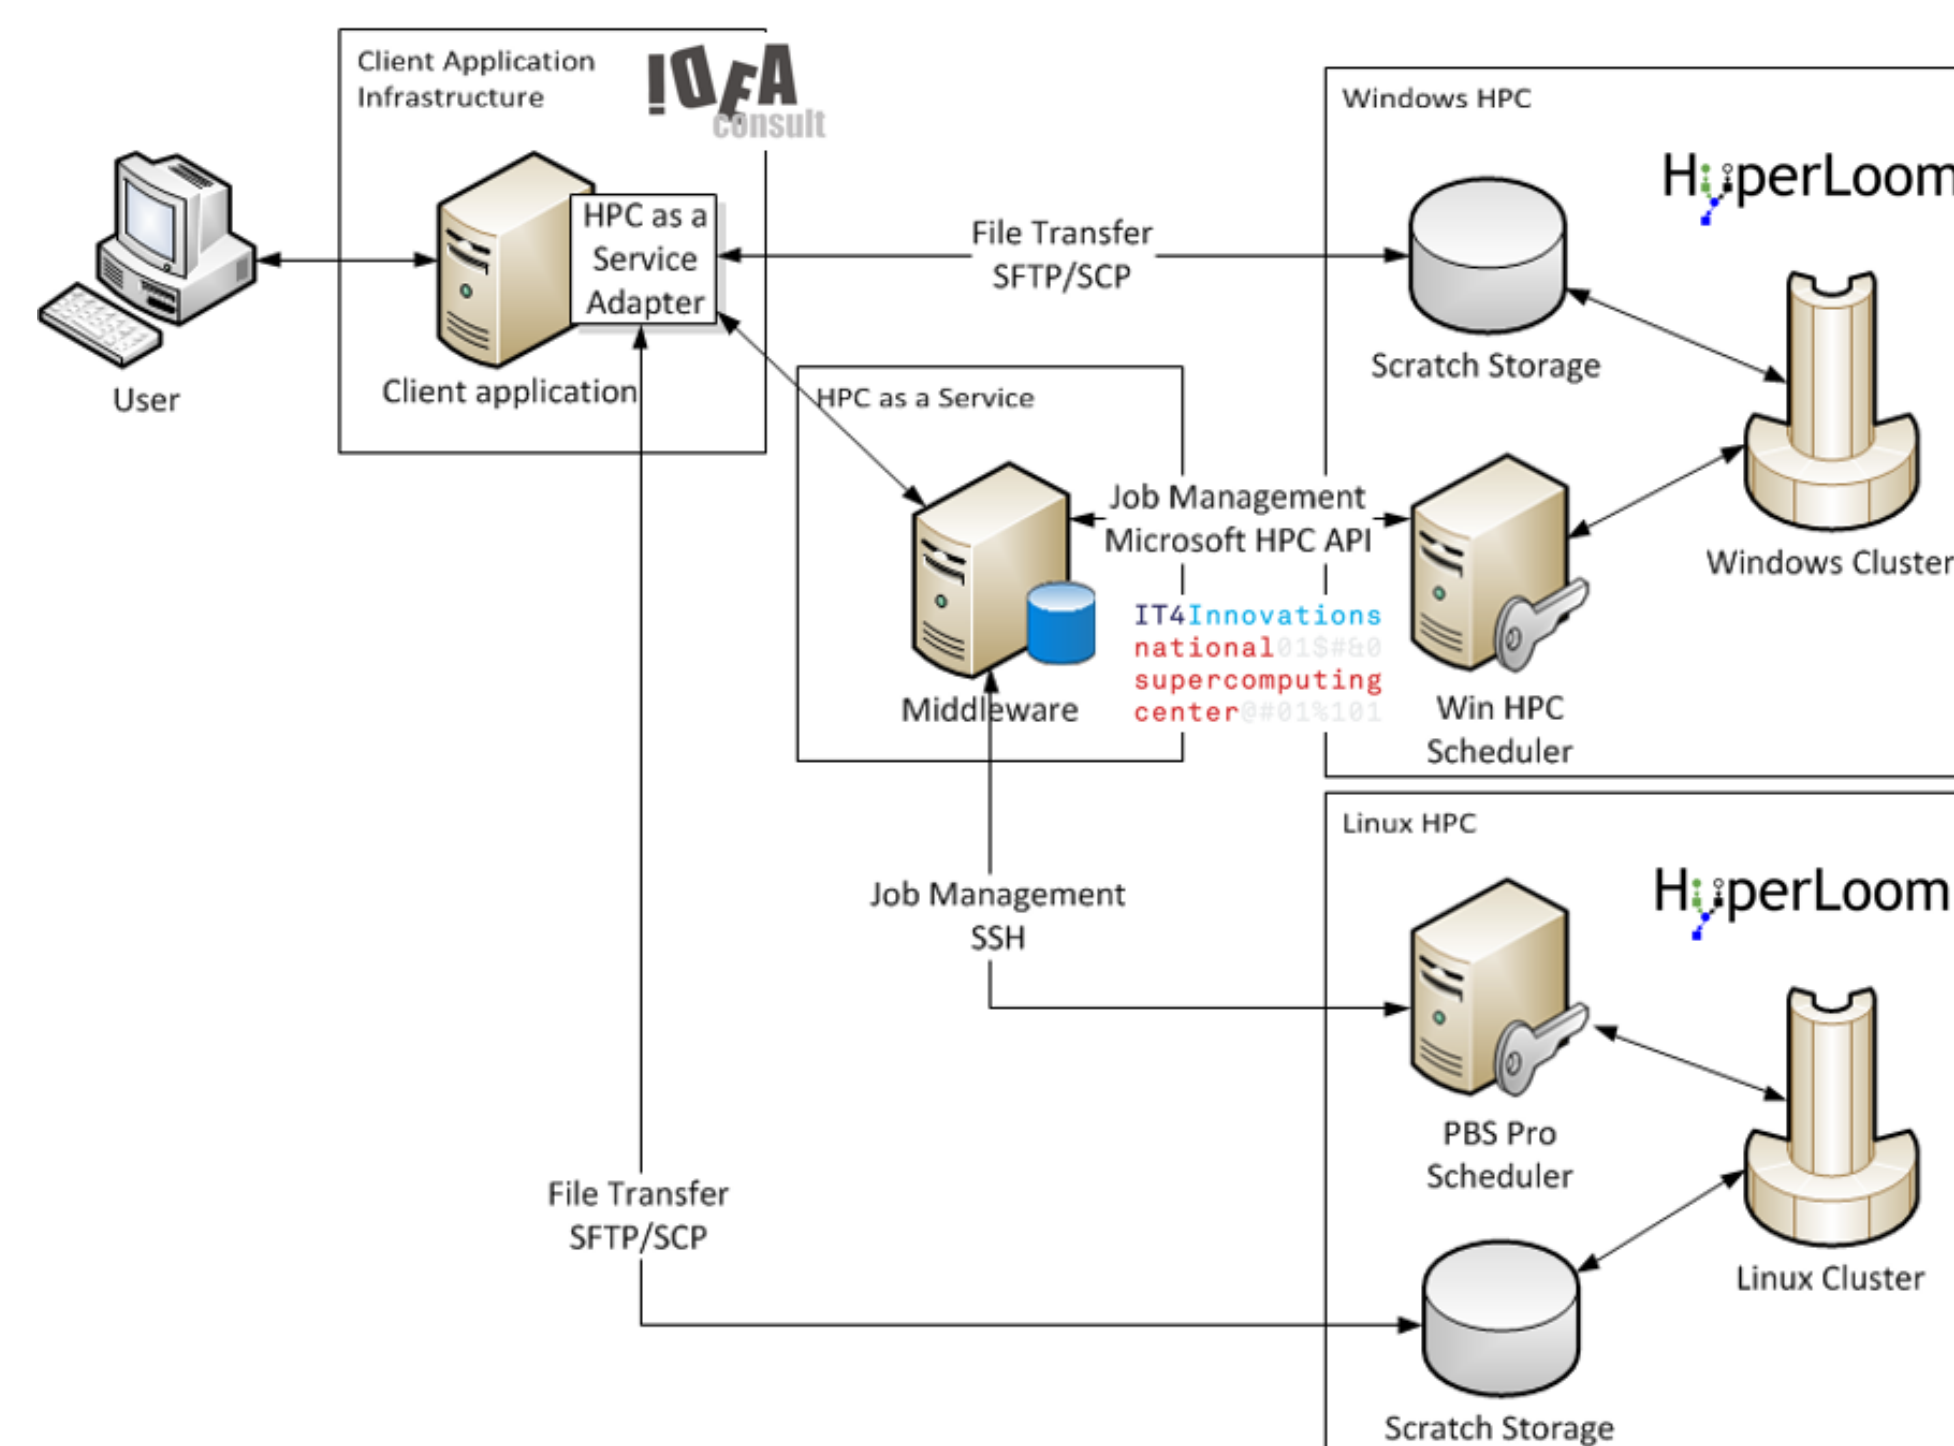 Client Application
Infrastructure
!DEA
consult
HPC as a
Service
Adapter
Client application
User
File Transfer
SFTP/SCP
Windows HPC
HyperLoom
Scratch Storage
Windows Cluster
HPC as a Service
Job Management
Microsoft HPC API
Middleware
IT4Innovations
national01$#&0
supercomputing
center@#01%101
Win HPC
Scheduler
Linux HPC
HyperLoom
Job Management
SSH
PBS Pro
Scheduler
File Transfer
SFTP/SCP
Linux Cluster
Scratch Storage